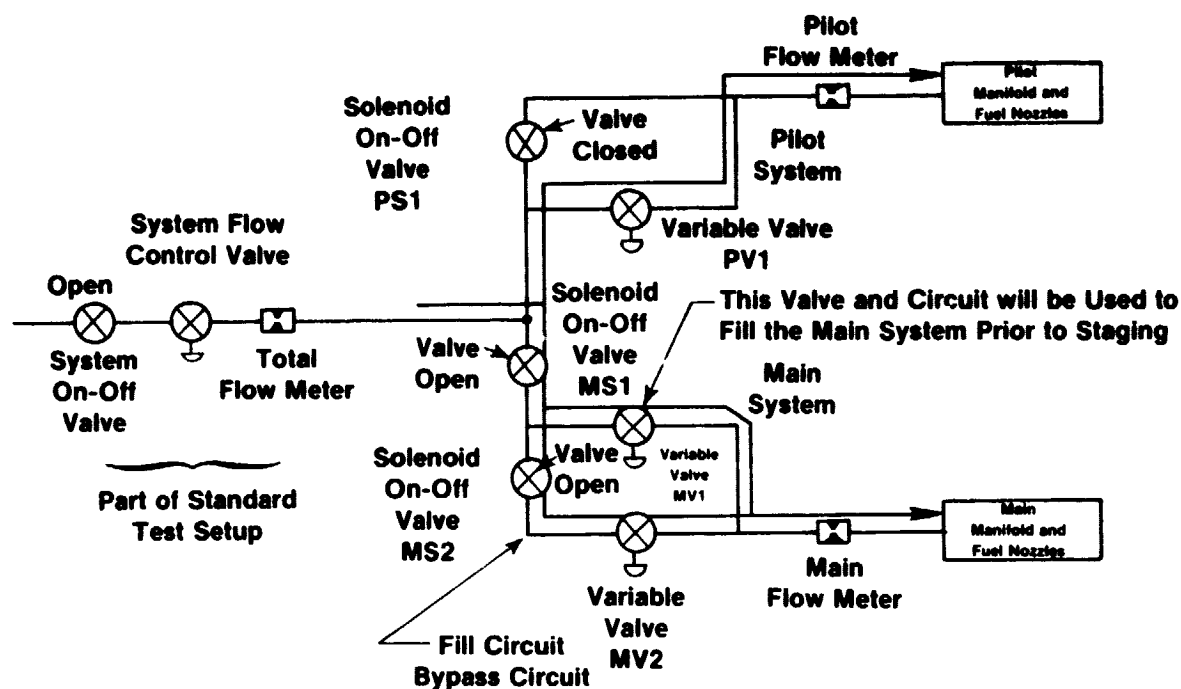 Pilot
Flow Meter
Pilot
Manifold and
Fuel Nozzles
Solenoid
On-Off
Valve
PS1
Valve
Closed
Pilot
System
System Flow
Control Valve
Variable Valve
PV1
Open
System
On-Off
Valve
Total
Flow Meter
Solenoid
On-Off
Valve
MS1
This Valve and Circuit will be Used to
Fill the Main System Prior to Staging
Valve
Open
Main
System
Part of Standard
Test Setup
Solenoid
On-Off
Valve
MS2
Valve
Open
Variable
Valve
MV1
Main
Manifold and
Fuel Nozzles
Main
Flow Meter
Variable
Valve
MV2
Fill Circuit
Bypass Circuit